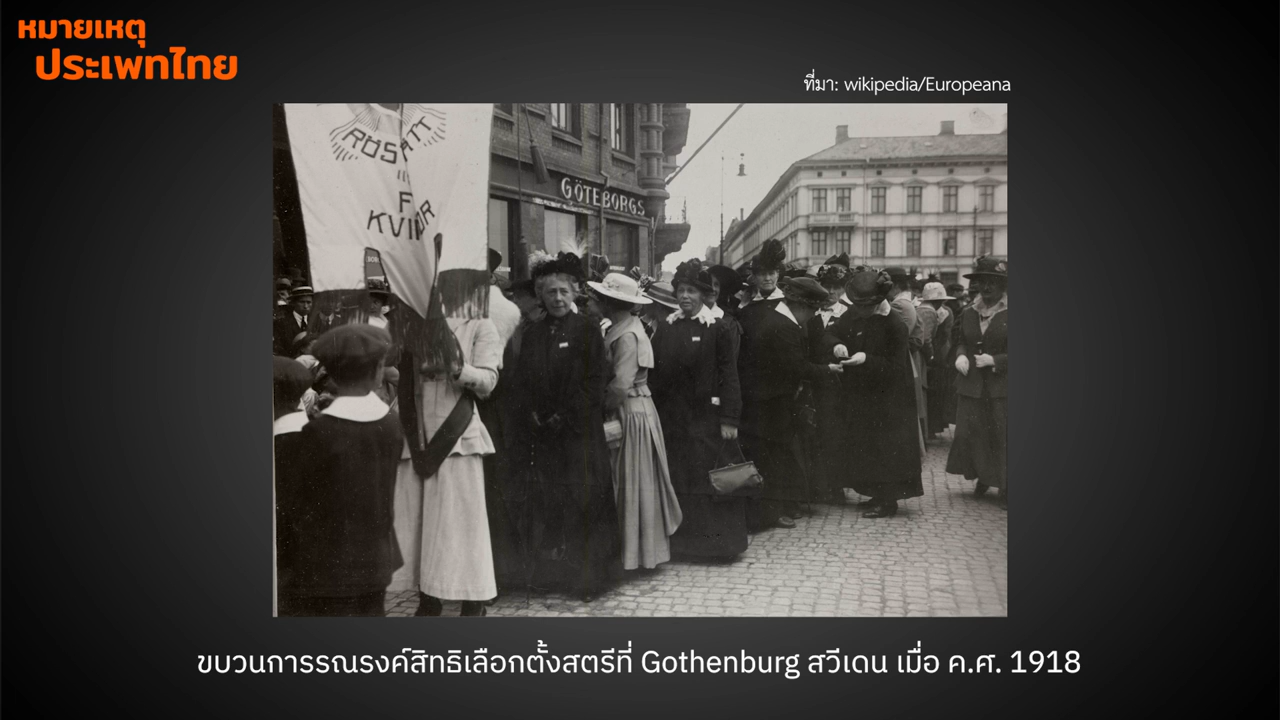 หมายเหตุ
ประเพทไทย
ที่มา: wikipedia/Europeana
RÖSTRÄTT
F
KVINOR
GÖTEBORGS
ขบวนการรณรงค์สิทธิเลือกตั้งสตรีที่ Gothenburg สวีเดน เมื่อ ค.ศ. 1918